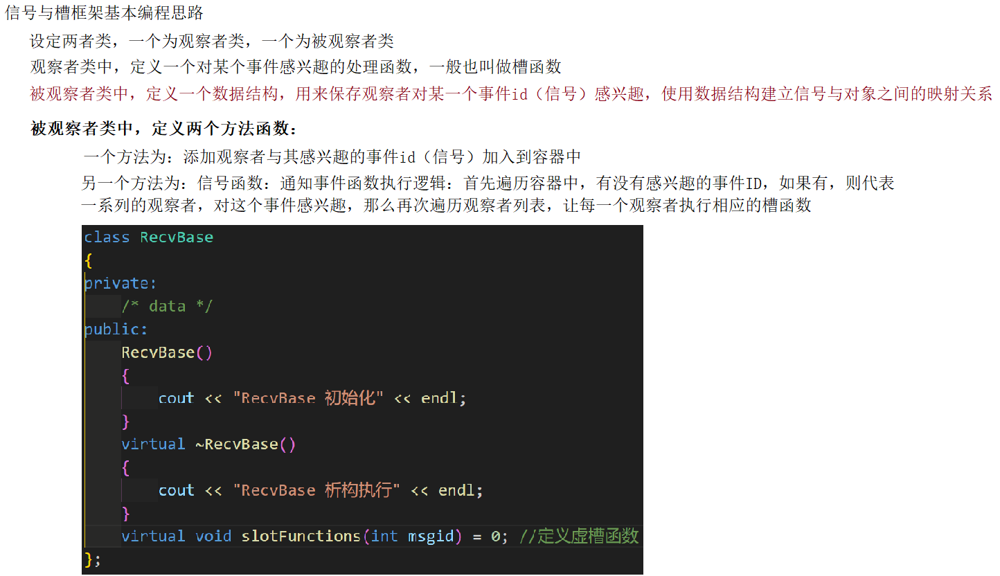 信号与槽框架基本编程思路
设定两者类，一个为观察者类，一个为被观察者类
观察者类中，定义一个对某个事件感兴趣的处理函数，一般也叫做槽函数
被观察者类中，定义一个数据结构，用来保存观察者对某一个事件id（信号）感兴趣，使用数据结构建立信号与对象之间的映射关系
被观察者类中，定义两个方法函数：
一个方法为：添加观察者与其感兴趣的事件id（信号）加入到容器中
另一个方法为：信号函数：通知事件函数执行逻辑：首先遍历容器中，有没有感兴趣的事件ID，如果有，则代表
一系列的观察者，对这个事件感兴趣，那么再次遍历观察者列表，让每一个观察者执行相应的槽函数
class RecvBase
{
private:
    /* data */
public:
    RecvBase()
    {
        cout << "RecvBase 初始化" << endl;
    }
    virtual ~RecvBase()
    {
        cout << "RecvBase 析构执行" << endl;
    }
    virtual void slotFunctions(int msgid) = 0; //定义虚槽函数
};